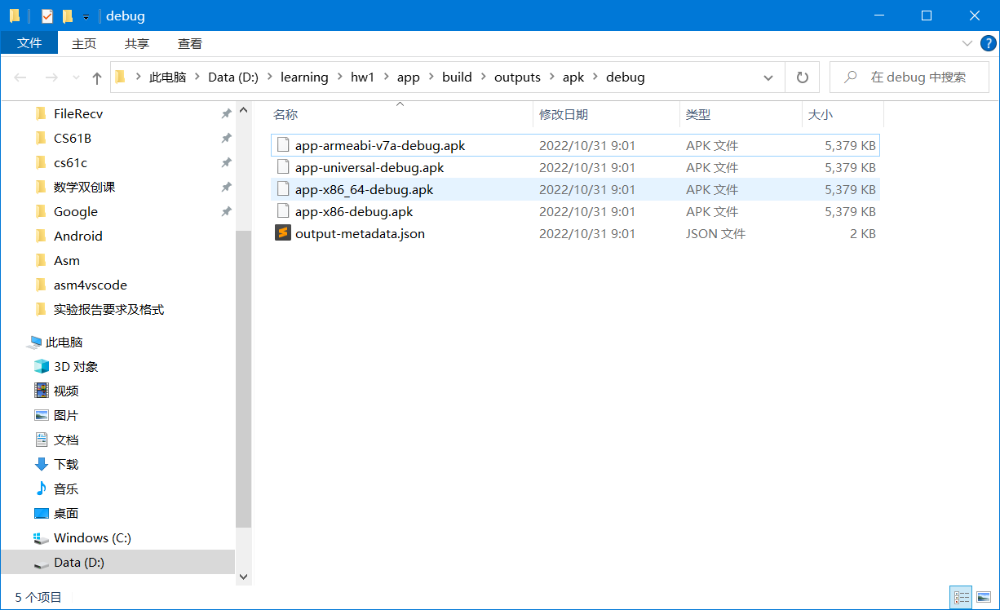 debug
文件 主页 共享 查看
此电脑 Data (D:) learning hw1 app build outputs apk debug 在 debug 中搜索
FileRecv
CS61B
cs61c
数学双创课
Google
Android
Asm
asm4vscode
实验报告要求及格式
此电脑
3D 对象
视频
图片
文档
下载
音乐
桌面
Windows (C:)
Data (D:)
名称 修改日期 类型 大小
app-armeabi-v7a-debug.apk 2022/10/31 9:01 APK 文件 5,379 KB
app-universal-debug.apk 2022/10/31 9:01 APK 文件 5,379 KB
app-x86_64-debug.apk 2022/10/31 9:01 APK 文件 5,379 KB
app-x86-debug.apk 2022/10/31 9:01 APK 文件 5,379 KB
output-metadata.json 2022/10/31 9:01 JSON 文件 2 KB
5 个项目